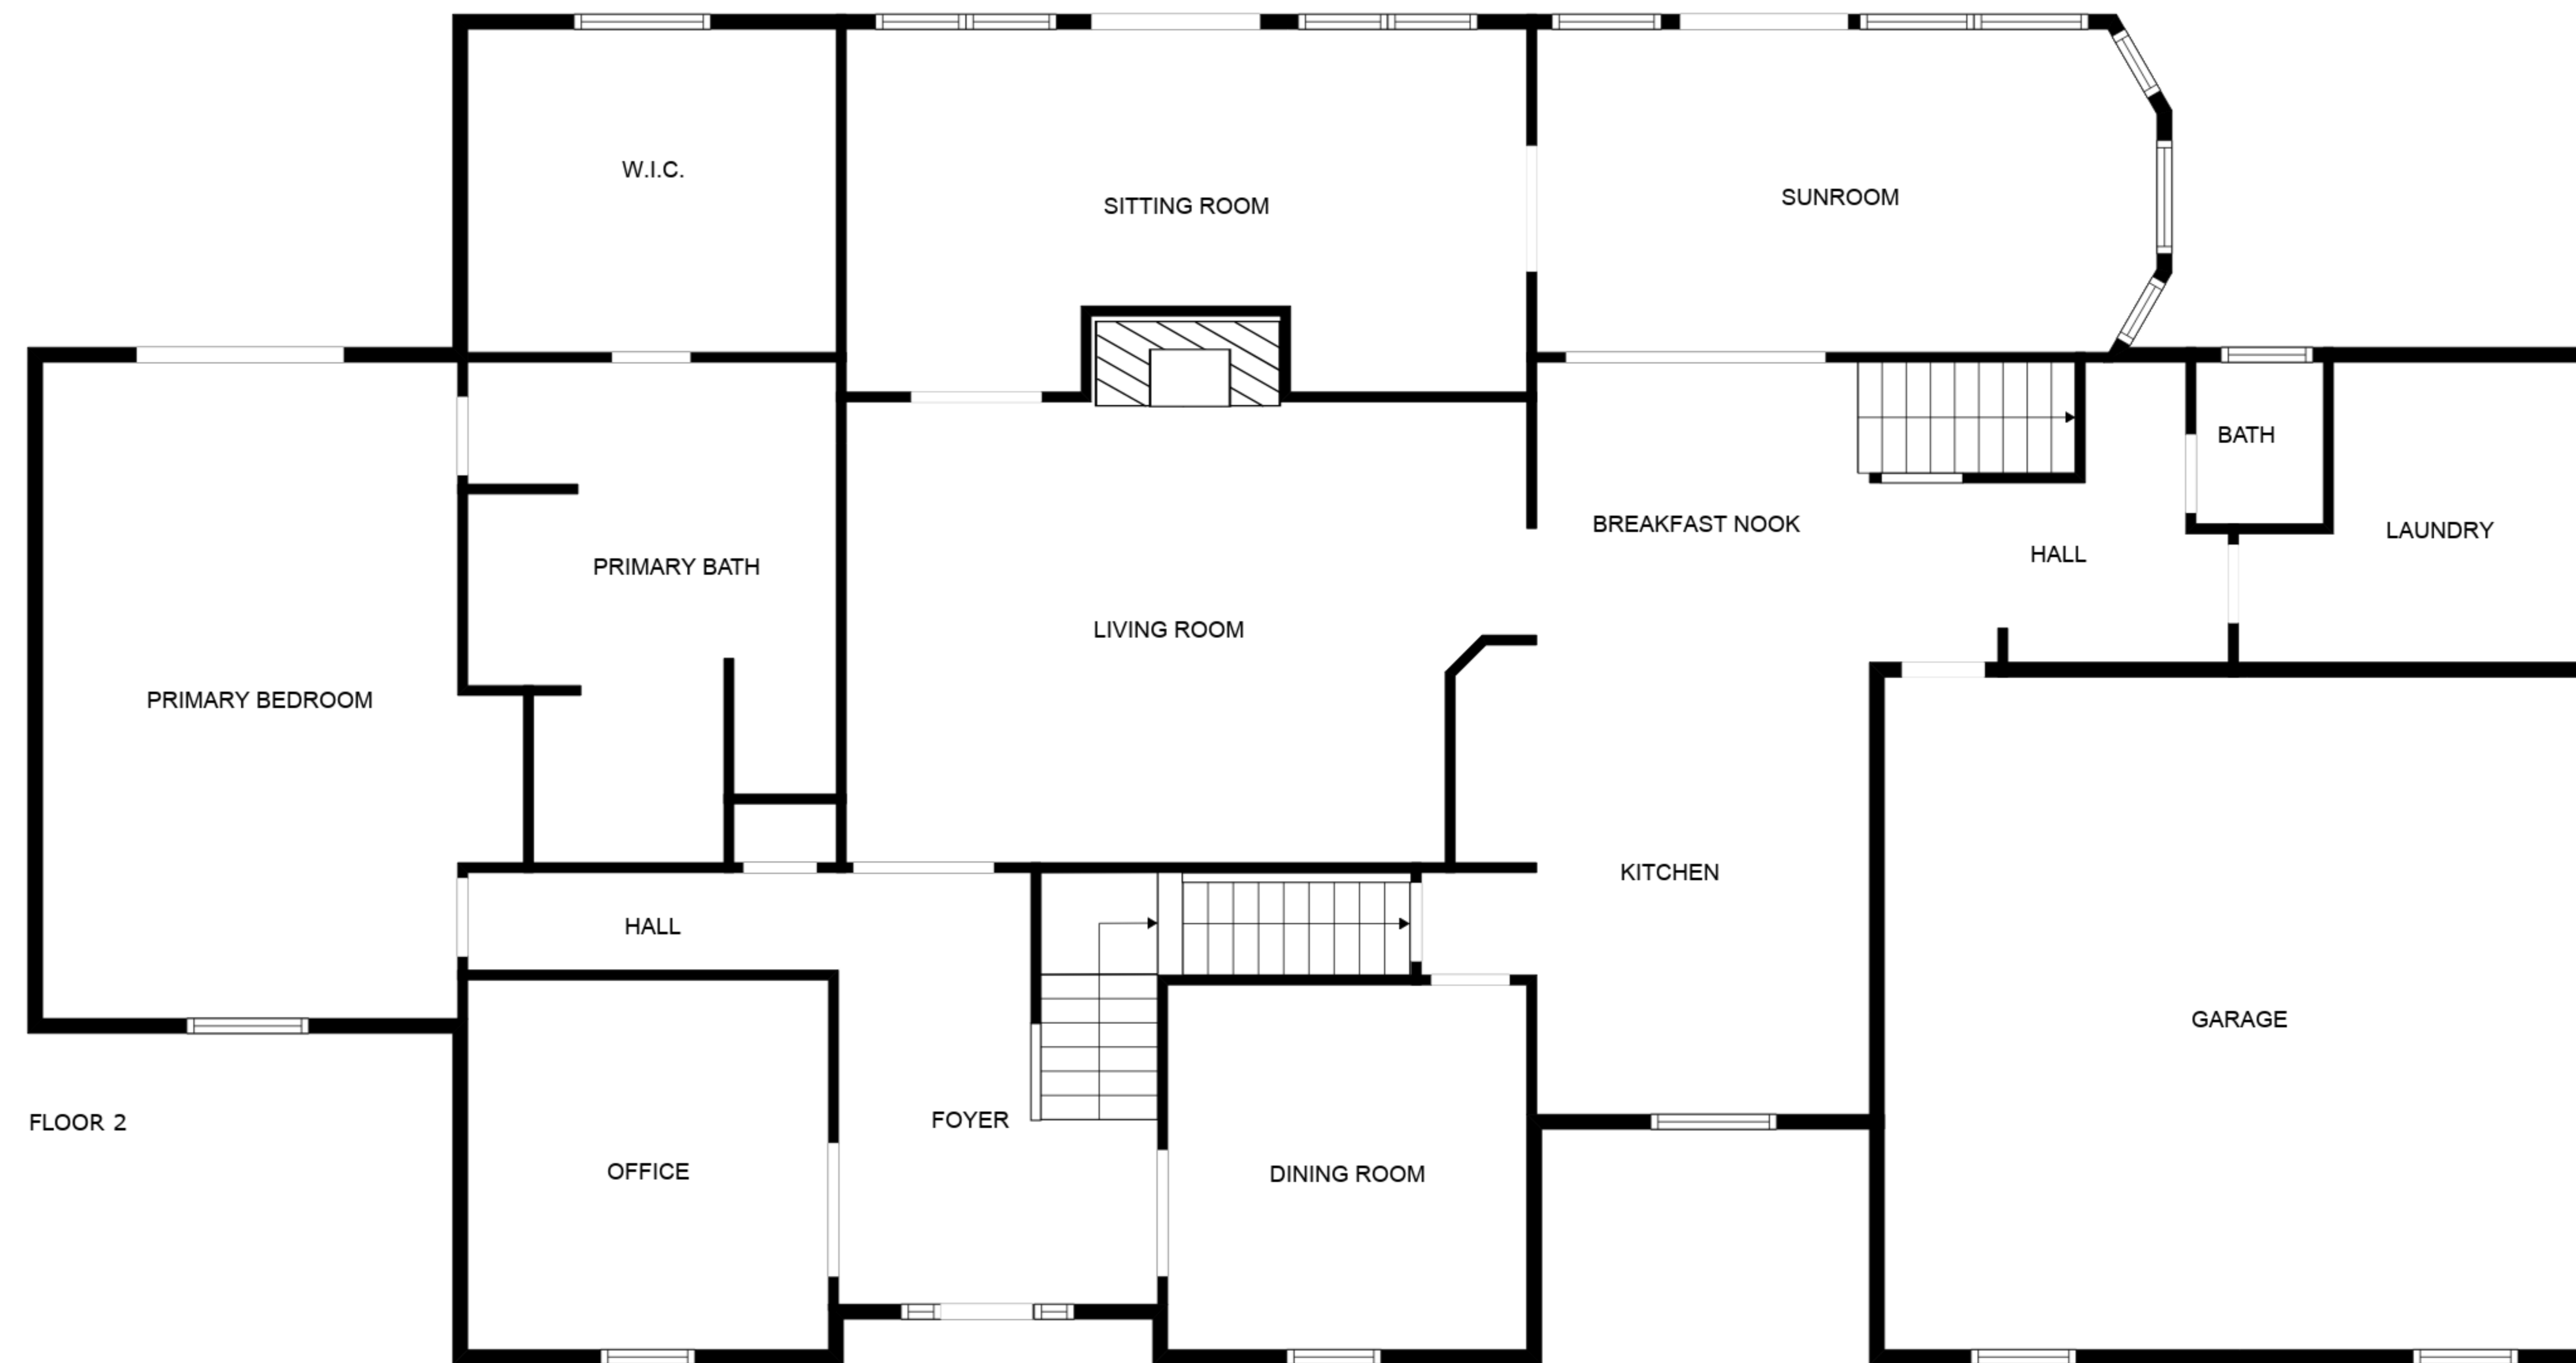 W.I.C.
SITTING ROOM
SUNROOM
BATH
BREAKFAST NOOK
LAUNDRY
HALL
PRIMARY BATH
LIVING ROOM
PRIMARY BEDROOM
KITCHEN
HALL
GARAGE
FOYER
FLOOR 2
OFFICE
DINING ROOM